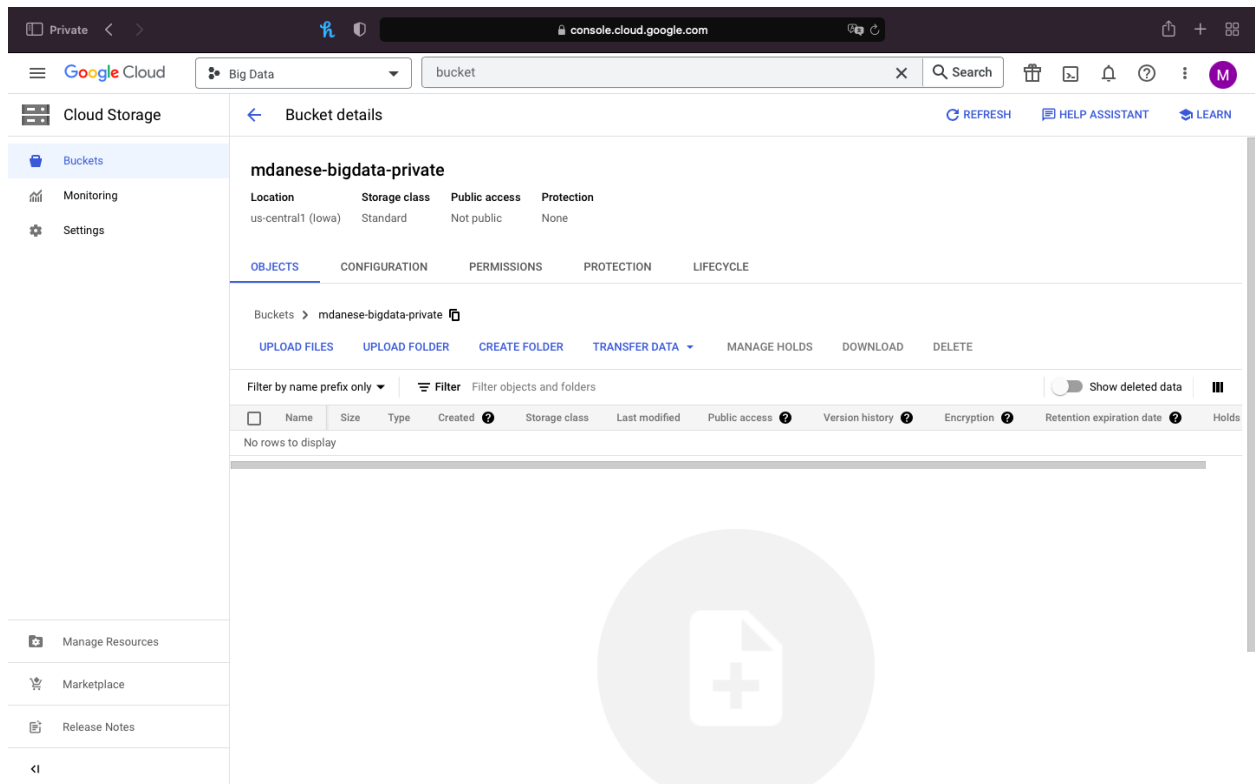 Private
console.cloud.google.com
Google Cloud
Big Data
bucket
Search
M
Cloud Storage
Bucket details
REFRESH
HELP ASSISTANT
LEARN
Buckets
Monitoring
Settings
mdanese-bigdata-private
Location Storage class Public access Protection
us-central1 (Iowa) Standard Not public None
OBJECTS CONFIGURATION PERMISSIONS PROTECTION LIFECYCLE
Buckets > mdanese-bigdata-private
UPLOAD FILES UPLOAD FOLDER CREATE FOLDER TRANSFER DATA MANAGE HOLDS DOWNLOAD DELETE
Filter by name prefix only Filter Filter objects and folders Show deleted data
Name Size Type Created Storage class Last modified Public access Version history Encryption Retention expiration date Holds
No rows to display
Manage Resources
Marketplace
Release Notes